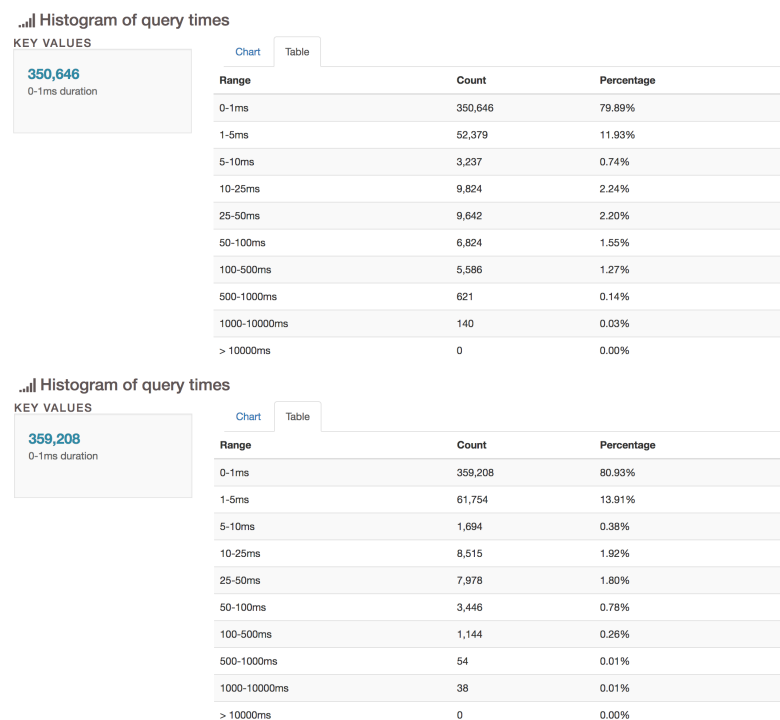 Histogram of query times
KEY VALUES
350,646
0-1ms duration
Chart Table
Range Count Percentage
0-1ms 350,646 79.89%
1-5ms 52,379 11.93%
5-10ms 3,237 0.74%
10-25ms 9,824 2.24%
25-50ms 9,642 2.20%
50-100ms 6,824 1.55%
100-500ms 5,586 1.27%
500-1000ms 621 0.14%
1000-10000ms 140 0.03%
> 10000ms 0 0.00%
Histogram of query times
KEY VALUES
359,208
0-1ms duration
Chart Table
Range Count Percentage
0-1ms 359,208 80.93%
1-5ms 61,754 13.91%
5-10ms 1,694 0.38%
10-25ms 8,515 1.92%
25-50ms 7,978 1.80%
50-100ms 3,446 0.78%
100-500ms 1,144 0.26%
500-1000ms 54 0.01%
1000-10000ms 38 0.01%
> 10000ms 0 0.00%